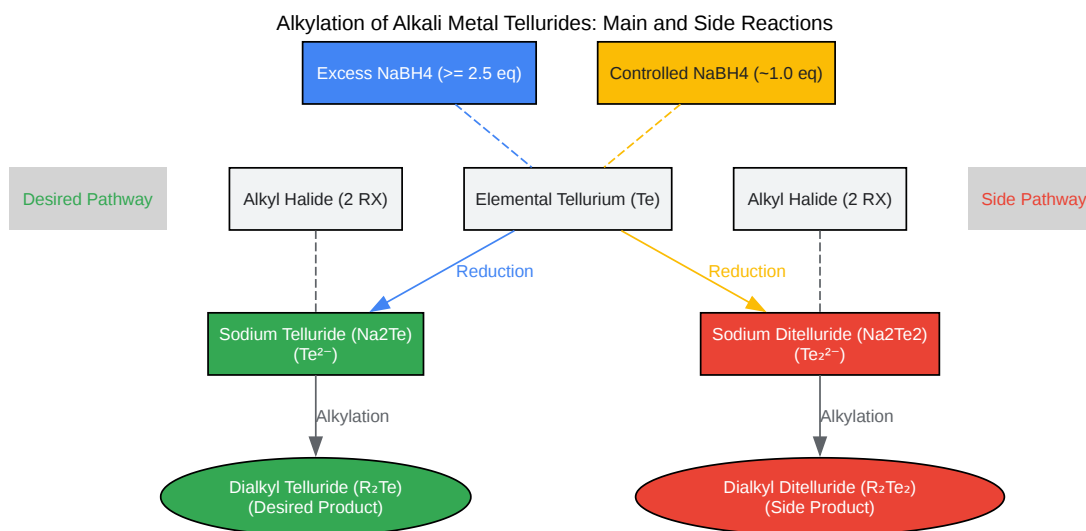 Alkylation of Alkali Metal Tellurides: Main and Side Reactions
Excess NaBH4 (>= 2.5 eq)
Controlled NaBH4 (~1.0 eq)
Desired Pathway
Alkyl Halide (2 RX)
Elemental Tellurium (Te)
Alkyl Halide (2 RX)
Side Pathway
Reduction
Reduction
Sodium Telluride (Na2Te)
(Te²⁻)
Sodium Ditelluride (Na2Te2)
(Te₂²⁻)
Alkylation
Alkylation
Dialkyl Telluride (R₂Te)
(Desired Product)
Dialkyl Ditelluride (R₂Te₂)
(Side Product)